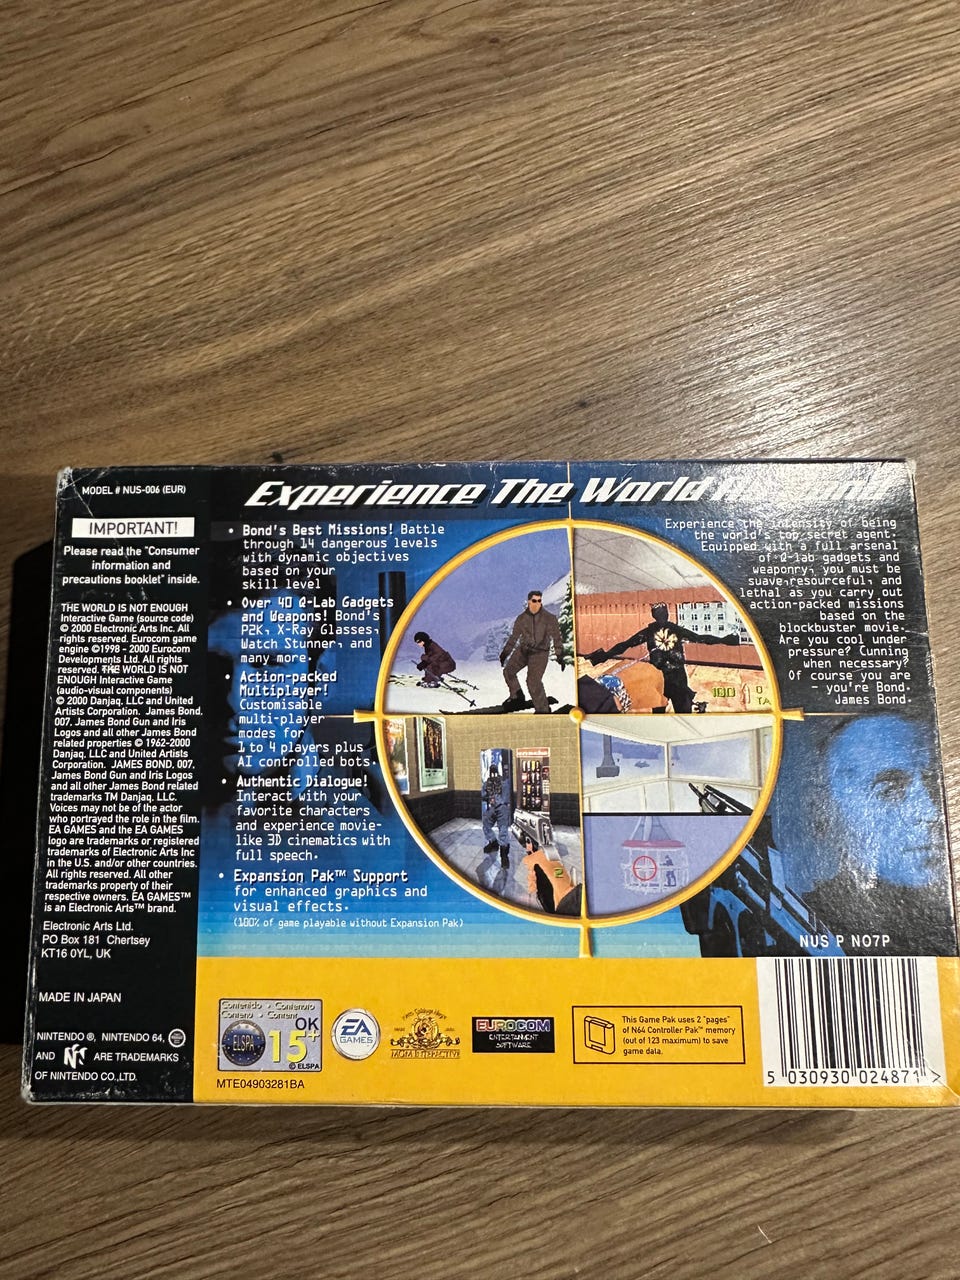 MODEL # NUS-006 (EUR)
IMPORTANT!
Please read the "Consumer
information and
precautions booklet" inside.
THE WORLD IS NOT ENOUGH
Interactive Game (source code)
© 2000 Electronic Arts Inc. All
rights reserved. Eurocom game
engine ©1998 - 2000 Eurocom
Developments Ltd. All rights
reserved. THE WORLD IS NOT
ENOUGH Interactive Game
(audio-visual components)
© 2000 Danjaq, LLC and United
Artists Corporation. James Bond,
007, James Bond Gun and Iris
Logos and all other James Bond
related properties © 1962-2000
Danjaq, LLC and United Artists
Corporation. JAMES BOND, 007,
James Bond Gun and Iris Logos
and all other James Bond related
trademarks TM Danjaq, LLC.
Voices may not be of the actor
who portrayed the role in the film.
EA GAMES and the EA GAMES
logo are trademarks or registered
trademarks of Electronic Arts Inc
in the U.S. and/or other countries.
All rights reserved. All other
trademarks property of their
respective owners. EA GAMES™
is an Electronic Arts™ brand.
Electronic Arts Ltd.
PO Box 181 Chertsey
KT16 0YL, UK
MADE IN JAPAN
NINTENDO ®, NINTENDO 64,
AND N64 ARE TRADEMARKS
OF NINTENDO CO.,LTD.
Experience The World Around
• Bond's Best Missions! Battle
through 14 dangerous levels
with dynamic objectives
based on your
skill level
• Over 40 Q-Lab Gadgets
and Weapons! Bond's
P2K, X-Ray Glasses,
Watch Stunner, and
many more.
• Action-packed
Multiplayer!
Customisable
multi-player
modes for
1 to 4 players plus
AI controlled bots.
• Authentic Dialogue!
Interact with your
favorite characters
and experience movie-
like 3D cinematics with
full speech.
• Expansion Pak™ Support
for enhanced graphics and
visual effects.
(100% of game playable without Expansion Pak)
Experience the intensity of being
the world's top secret agent.
Equipped with a full arsenal
of Q-lab gadgets and
weaponry, you must be
suave, resourceful, and
lethal as you carry out
action-packed missions
based on the
blockbuster movie.
Are you cool under
pressure? Cunning
when necessary?
Of course you are
– you're Bond.
James Bond.
100
0
TA
2
NUS P NO7P
Contenido • Contenuto
Contenu • Content
ELSPA
OK
15+
© ELSPA
MTE04903281BA
EA
GAMES
MGM INTERACTIVE
EUROCOM
ENTERTAINMENT
SOFTWARE
This Game Pak uses 2 "pages"
of N64 Controller Pak™ memory
(out of 123 maximum) to save
game data.
5 030930 024871 >